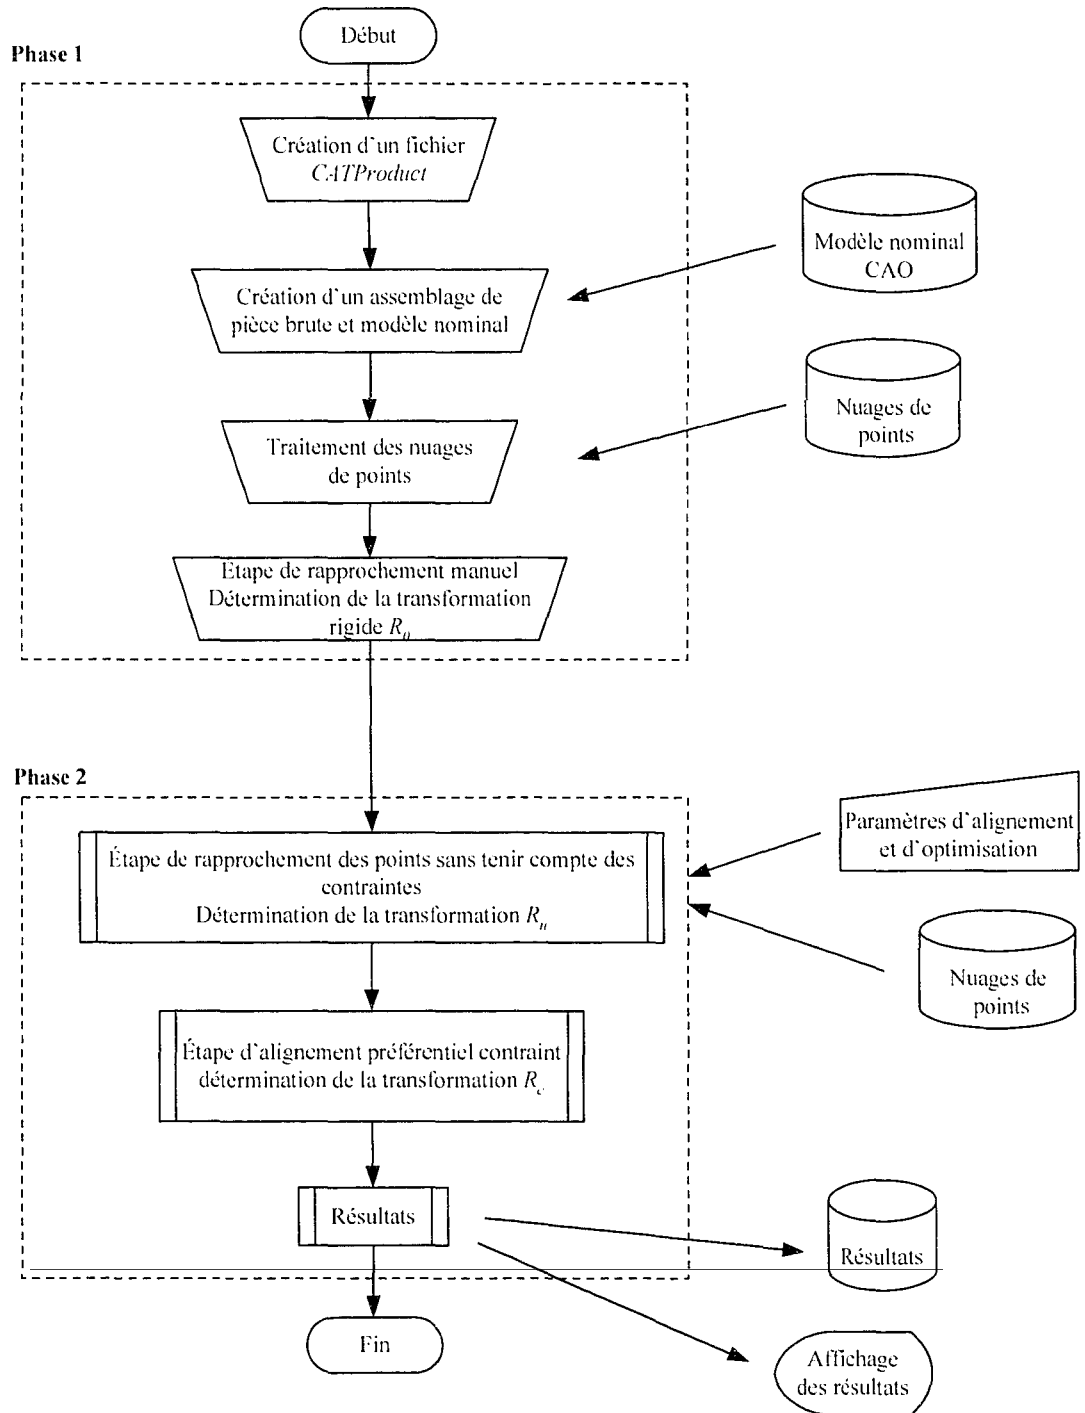 Début
Phase 1
Création d'un fichier
CATProduct
Modèle nominal
CAO
Création d'un assemblage de
pièce brute et modèle nominal
Nuages de
points
Traitement des nuages
de points
Etape de rapprochement manuel
Détermination de la transformation
rigide R0
Phase 2
Paramètres d'alignement
et d'optimisation
Étape de rapprochement des points sans tenir compte des
contraintes
Détermination de la transformation Ru
Nuages de
points
Étape d'alignement préférentiel contraint
détermination de la transformation Rc
Résultats
Résultats
Fin
Affichage
des résultats